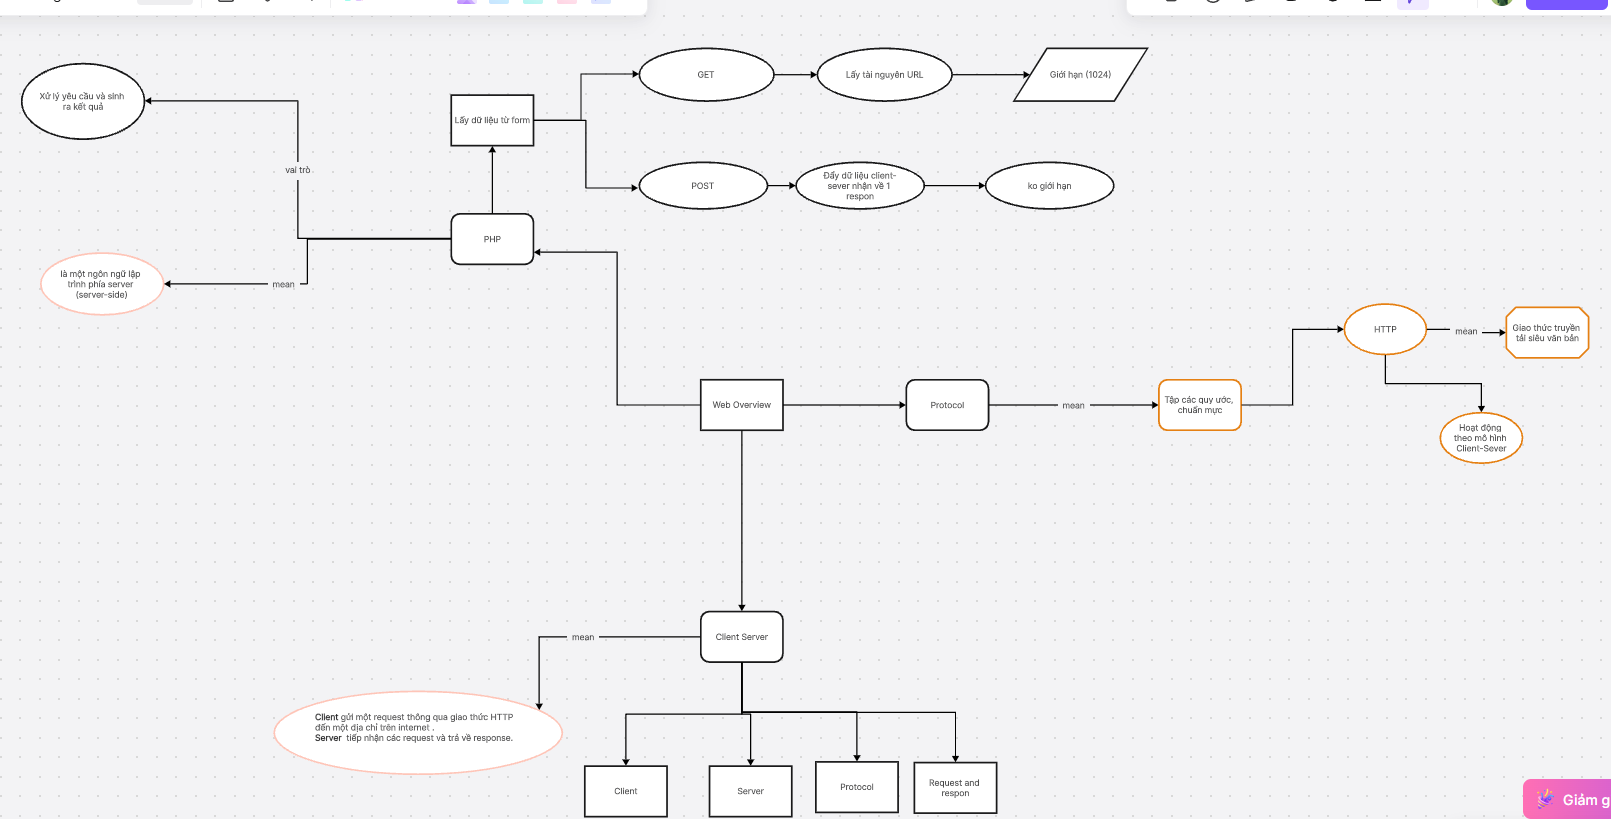 GET
Lấy tài nguyên URL
Giới hạn (1024)
Xử lý yêu cầu và sinh
ra kết quả
Lấy dữ liệu từ form
vai trò
POST
Đẩy dữ liệu client-
sever nhận về 1
respon
ko giới hạn
PHP
là một ngôn ngữ lập
trình phía server
(server-side)
mean
HTTP
mean
Giao thức truyền
tải siêu văn bản
Web Overview
Protocol
mean
Tập các quy ước,
chuẩn mực
Hoạt động
theo mô hình
Client-Sever
Client Server
mean
Client gửi một request thông qua giao thức HTTP
đến một địa chỉ trên internet .
Server tiếp nhận các request và trả về response.
Client
Server
Protocol
Request and
respon
Giảm g